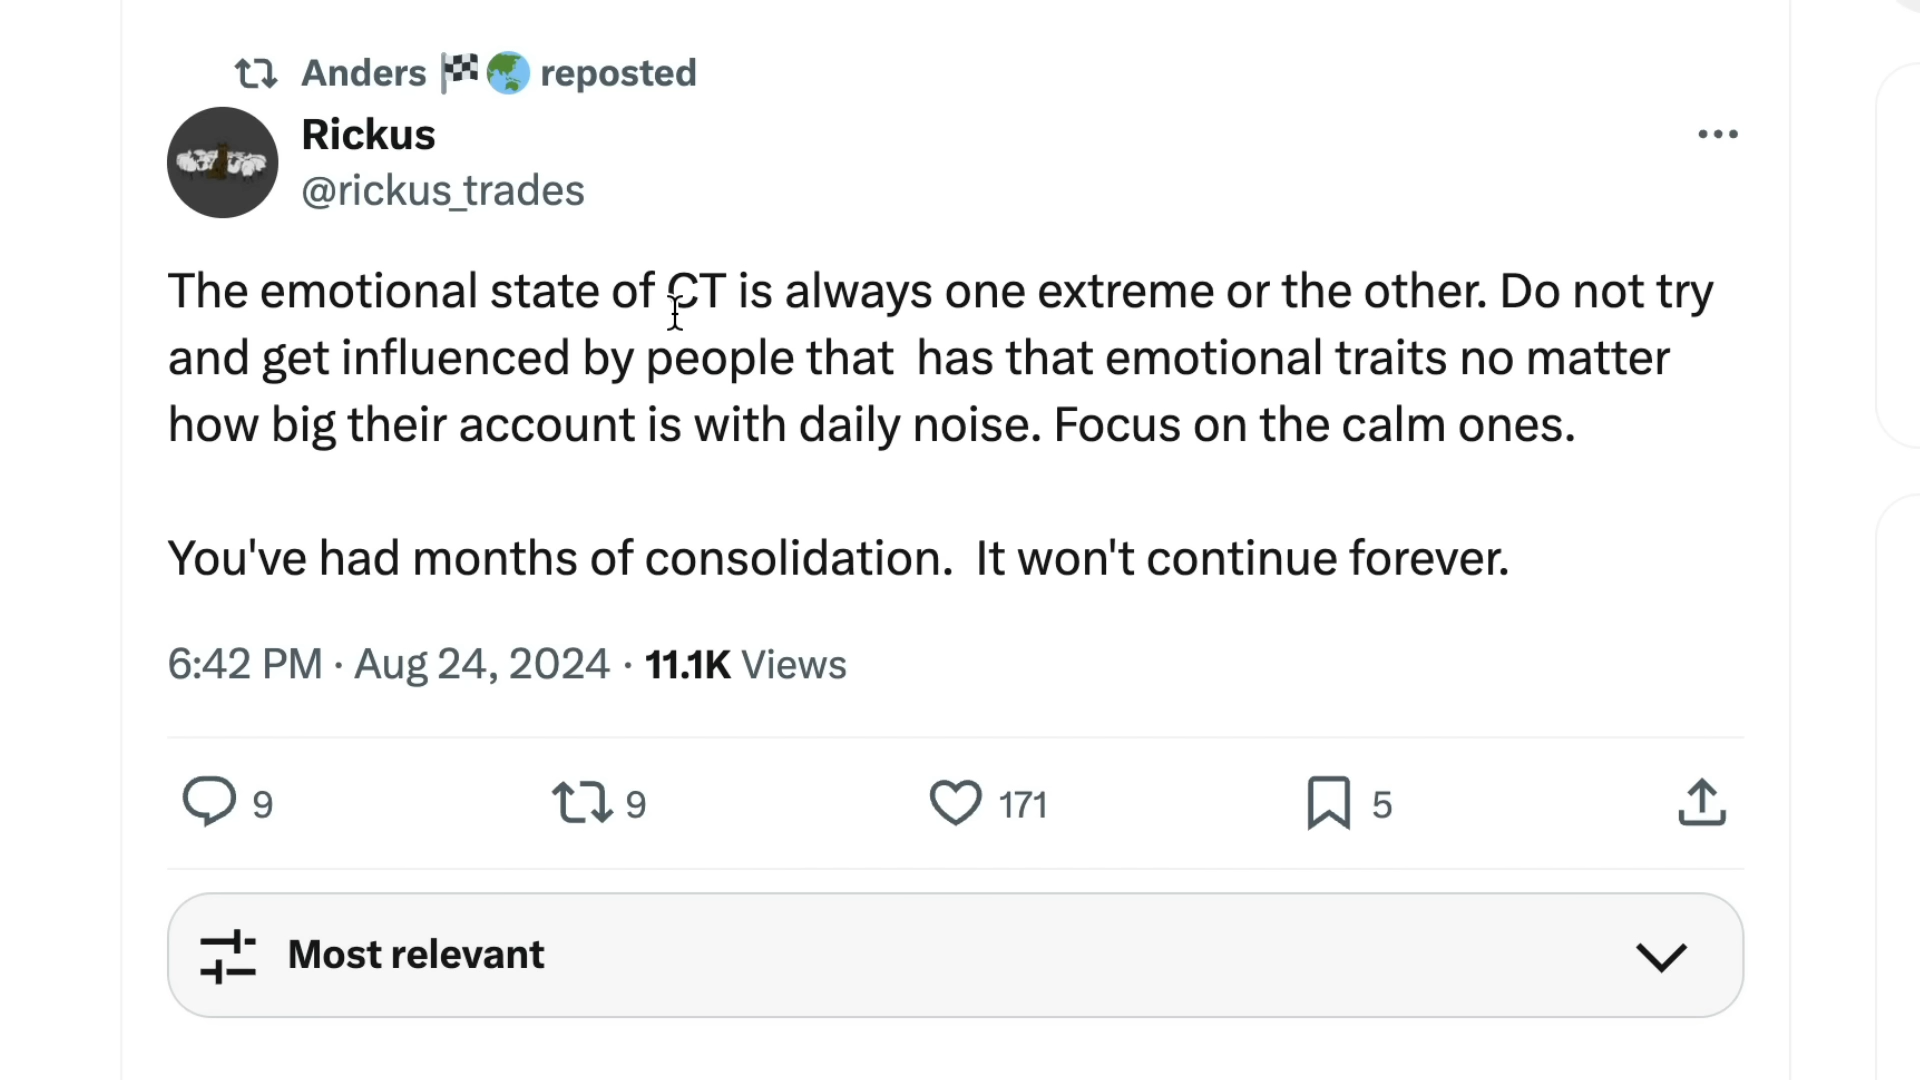 Anders 🏁🌏 reposted
Rickus
@rickus_trades
The emotional state of CT is always one extreme or the other. Do not try
and get influenced by people that  has that emotional traits no matter
how big their account is with daily noise. Focus on the calm ones.
You've had months of consolidation.  It won't continue forever.
6:42 PM · Aug 24, 2024 · 11.1K Views
9 9 171 5
Most relevant